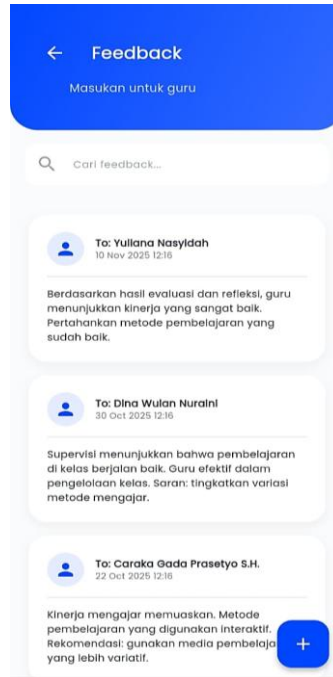 Feedback
Masukan untuk guru
Cari feedback...
To: Yuliana Nasyidah
10 Nov 2025 12:16
Berdasarkan hasil evaluasi dan refleksi, guru
menunjukkan kinerja yang sangat baik.
Pertahankan metode pembelajaran yang
sudah baik.
To: Dina Wulan Nuraini
30 Oct 2025 12:16
Supervisi menunjukkan bahwa pembelajaran
di kelas berjalan baik. Guru efektif dalam
pengelolaan kelas. Saran: tingkatkan variasi
metode mengajar.
To: Caraka Gada Prasetyo S.H.
22 Oct 2025 12:16
Kinerja mengajar memuaskan. Metode
pembelajaran yang digunakan interaktif.
Rekomendasi: gunakan media pembelaja
yang lebih variatif.